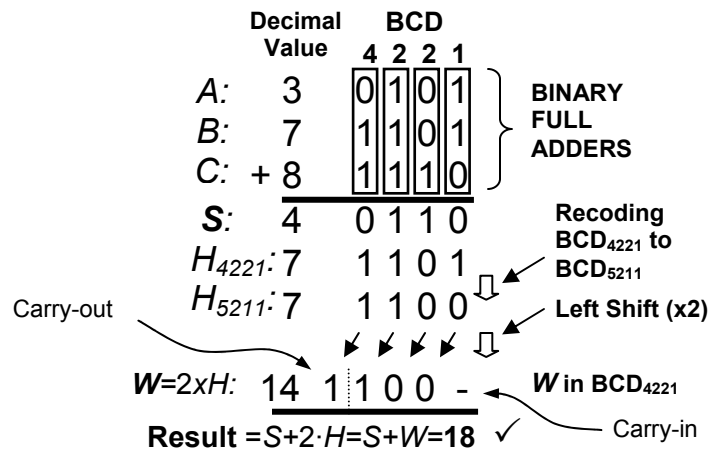 Decimal Value BCD
4 2 2 1
A: 3 0 1 0 1
B: 7 1 1 0 1
C: + 8 1 1 1 0
BINARY FULL ADDERS
S: 4 0 1 1 0
H4221: 7 1 1 0 1
Recoding BCD4221 to BCD5211
H5211: 7 1 1 0 0
Carry-out
Left Shift (x2)
W=2xH: 14 1 1 0 0 -
W in BCD4221
Result =S+2·H=S+W=18 ✓
Carry-in